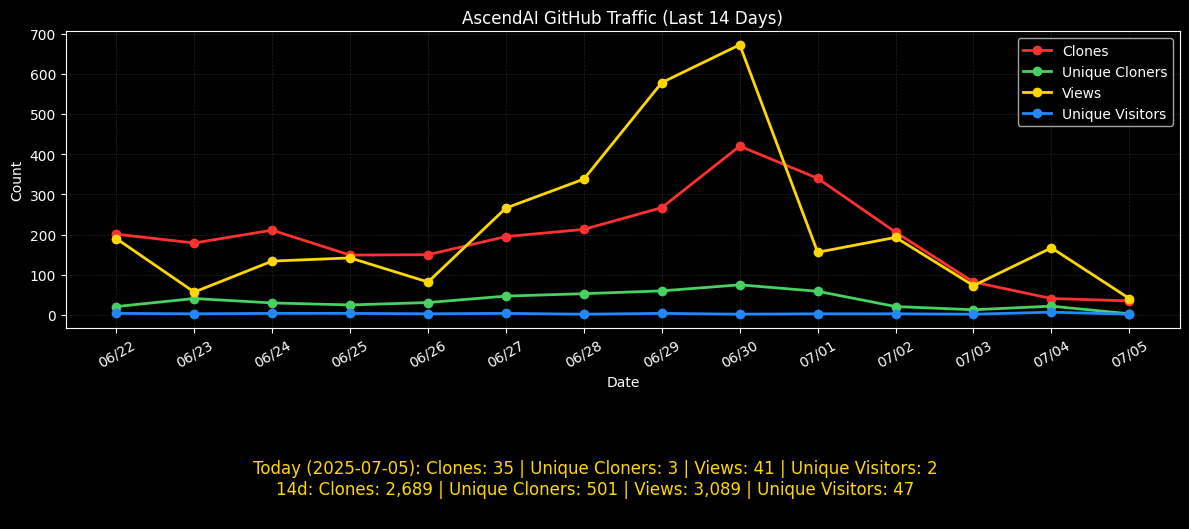 AscendAI GitHub Traffic (Last 14 Days)
700
600
500
400
300
200
100
0
Count
Clones
Unique Cloners
Views
Unique Visitors
06/22
06/23
06/24
06/25
06/26
06/27
06/28
06/29
06/30
07/01
07/02
07/03
07/04
07/05
Date
Today (2025-07-05): Clones: 35 | Unique Cloners: 3 | Views: 41 | Unique Visitors: 2
14d: Clones: 2,689 | Unique Cloners: 501 | Views: 3,089 | Unique Visitors: 47